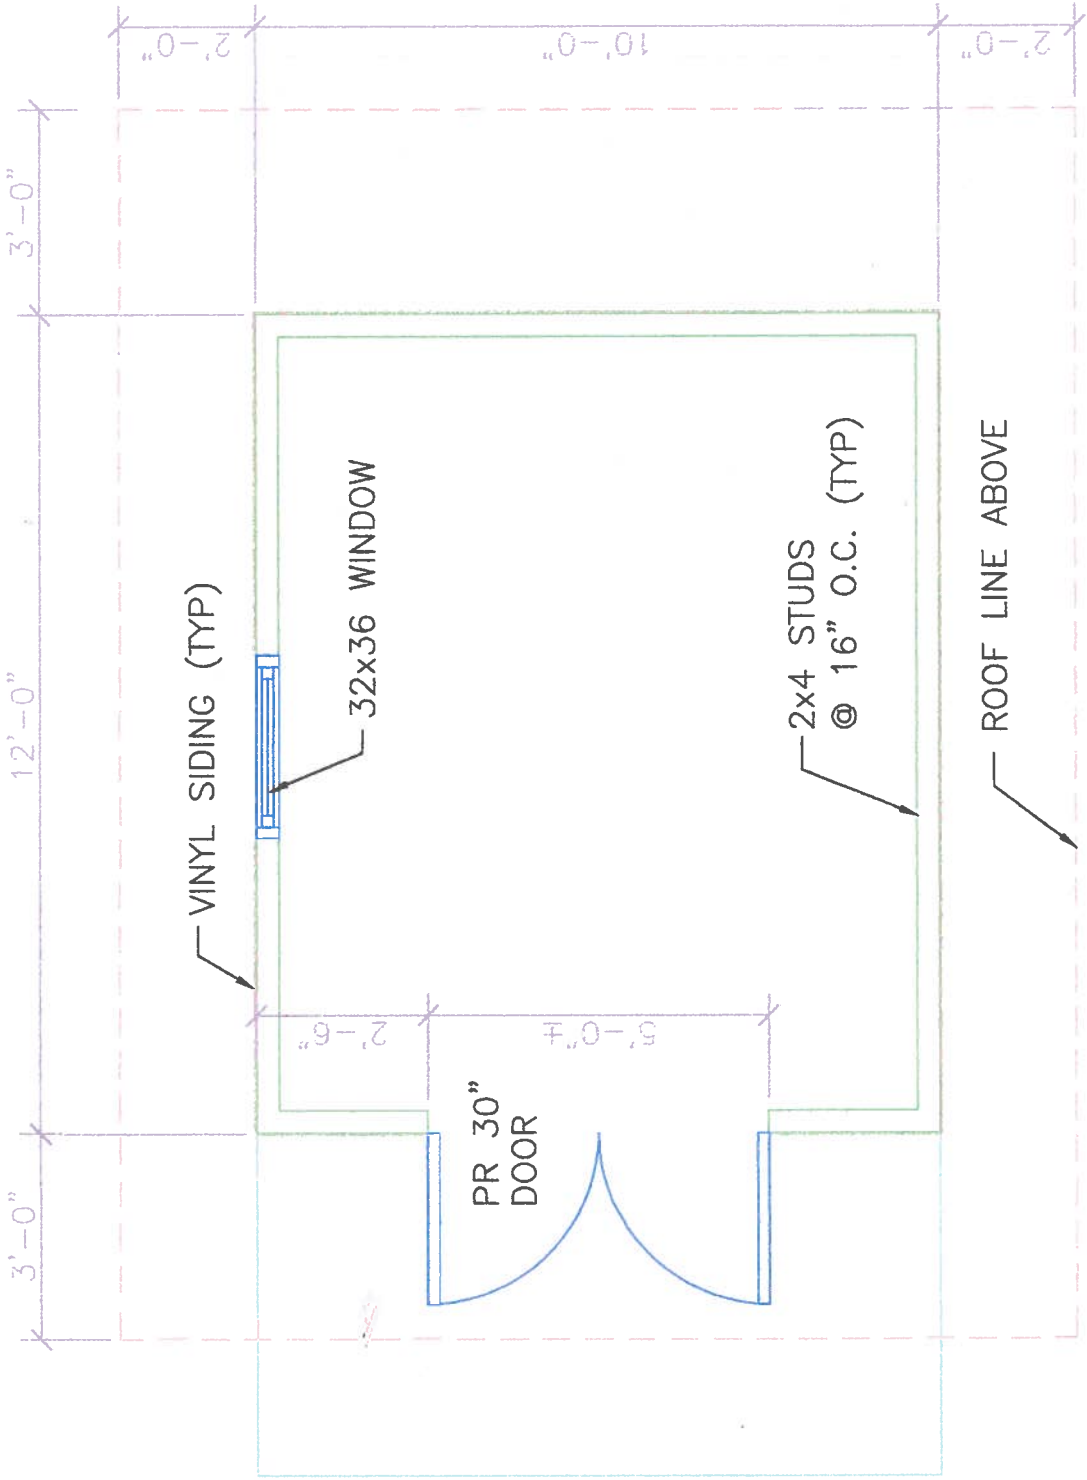 3'-0"
12'-0"
3'-0"
2'-0"
10'-0"
2'-0"
VINYL SIDING (TYP)
32x36 WINDOW
2'-6"
5'-0"±
PR 30"
DOOR
2x4 STUDS
@ 16" O.C. (TYP)
ROOF LINE ABOVE